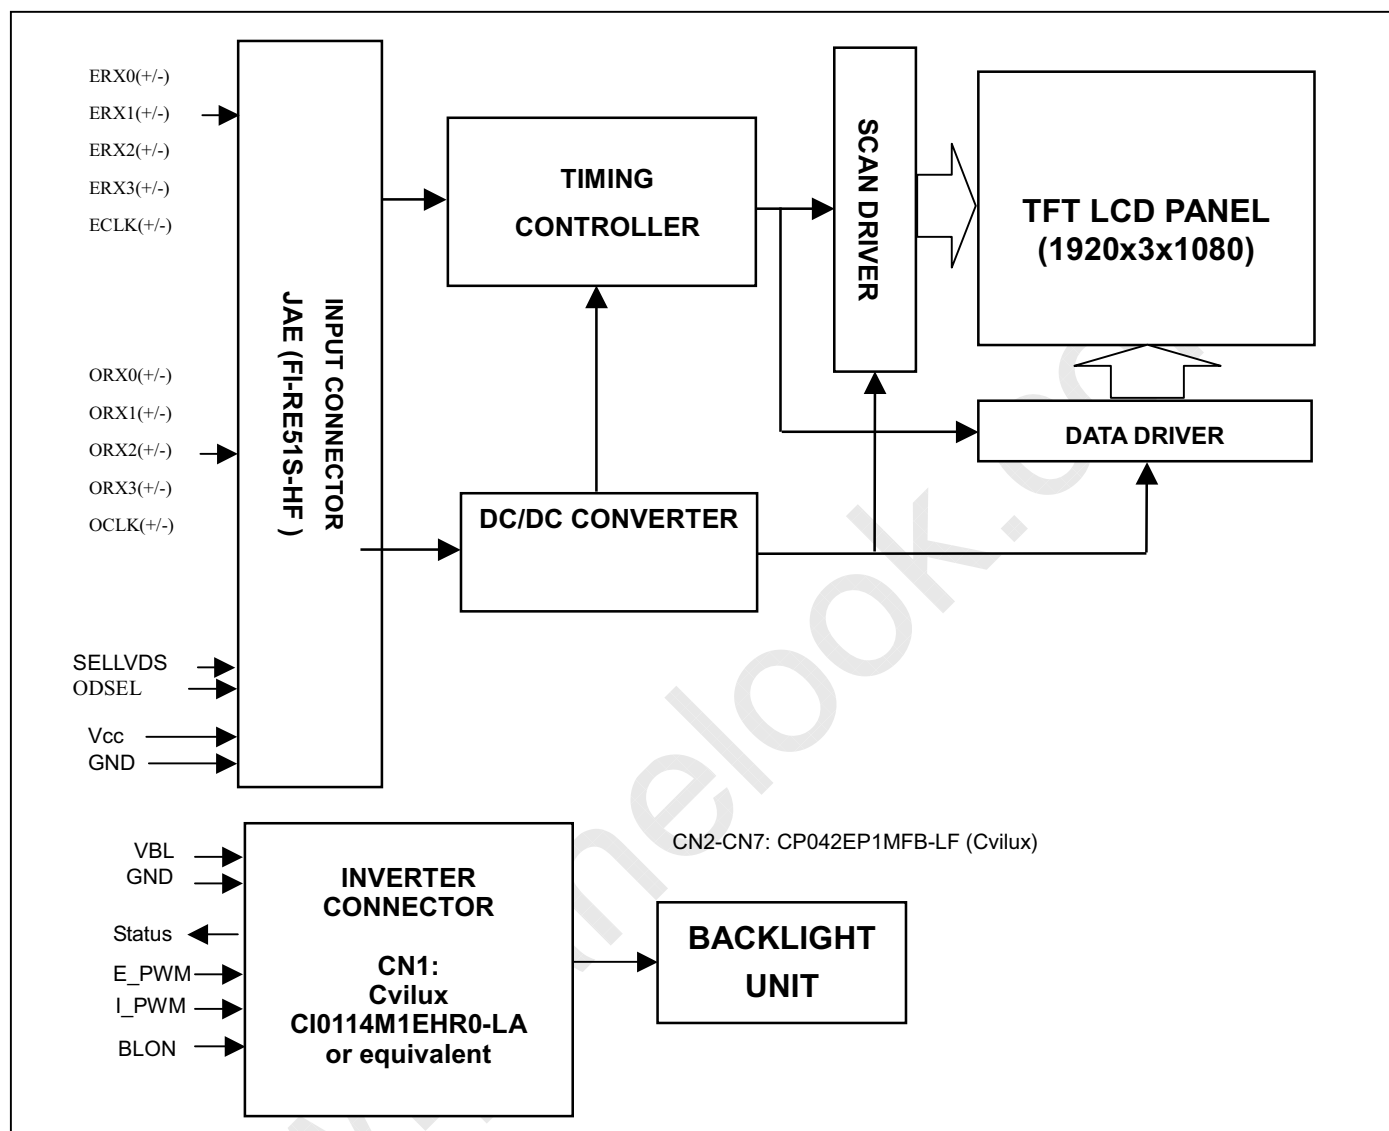 ERX0(+/-)
ERX1(+/-)
ERX2(+/-)
ERX3(+/-)
ECLK(+/-)
ORX0(+/-)
ORX1(+/-)
ORX2(+/-)
ORX3(+/-)
OCLK(+/-)
SELLVDS
ODSEL
Vcc
GND
INPUT CONNECTOR
JAE (FI-RE51S-HF )
TIMING
CONTROLLER
SCAN DRIVER
TFT LCD PANEL
(1920x3x1080)
DATA DRIVER
DC/DC CONVERTER
VBL
GND
Status
E_PWM
I_PWM
BLON
INVERTER
CONNECTOR
CN1:
Cvilux
CI0114M1EHR0-LA
or equivalent
CN2-CN7: CP042EP1MFB-LF (Cvilux)
BACKLIGHT
UNIT